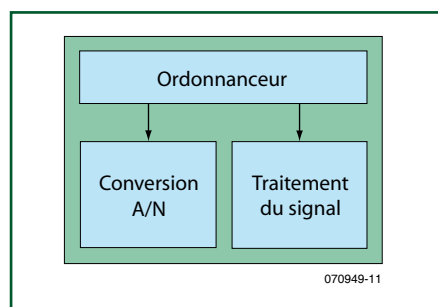 Ordonnanceur
Conversion
A/N
Traitement
du signal
070949-11